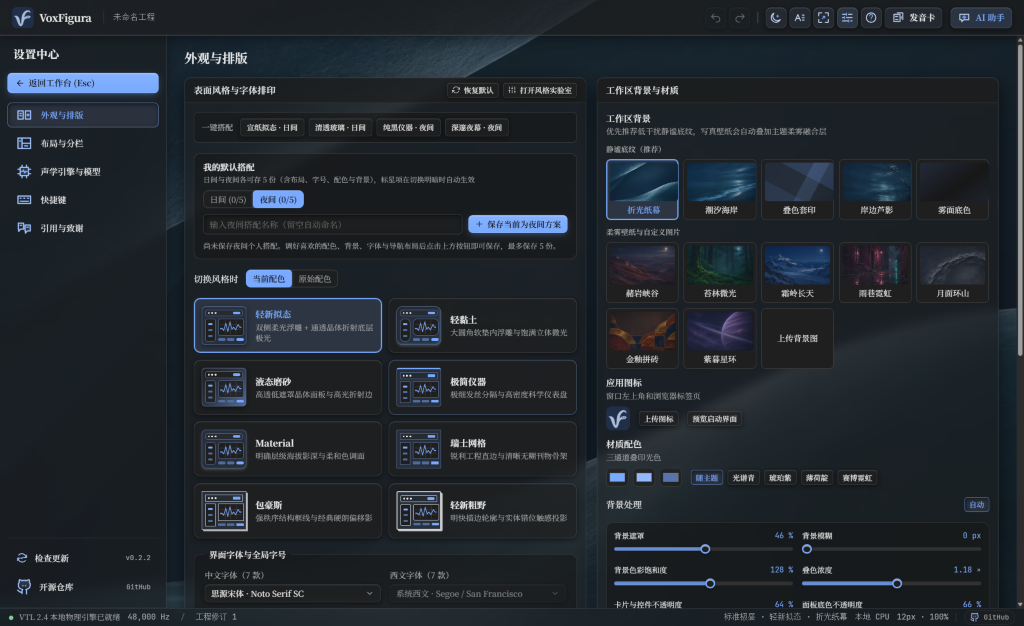 VoxFigura
未命名工程
A
发音卡
AI 助手
设置中心
← 返回工作台 (Esc)
外观与排版
布局与分栏
声学引擎与模型
快捷键
引用与致谢
检查更新
v0.2.2
开源仓库
GitHub
外观与排版
表面风格与字体排印
恢复默认
打开风格实验室
一键搭配
宣纸拟态 · 日间
清透玻璃 · 日间
纯黑仪器 · 夜间
深邃夜幕 · 夜间
我的默认搭配
日间与夜间各可存 5 份（含布局、字号、配色与背景），标星项在切换明暗时自动生效
日间 (0/5)
夜间 (0/5)
输入夜间搭配名称（留空自动命名）
+ 保存当前为夜间方案
尚未保存夜间个人搭配。调好喜欢的配色、背景、字体与导航布局后点击上方按钮即可保存，最多保存 5 份。
切换风格时
当前配色
原始配色
轻新拟态
双侧柔光浮雕 + 通透晶体折射底层极光
轻黏土
大圆角软垫内浮雕与饱满立体微光
液态磨砂
高透低遮罩晶体面板与高光折射边
极简仪器
极细发丝分隔与高密度科学仪表盘
Material
明确层级海拔影深与柔和色调面
瑞士网格
锐利工程直边与清晰无糊刊物骨架
包豪斯
强秩序结构框线与经典硬朗偏移影
轻新粗野
明快描边轮廓与实体错位触感投影
界面字体与全局字号
中文字体（7 款）
思源宋体 · Noto Serif SC
西文字体（7 款）
系统西文 · Segoe / San Francisco
工作区背景与材质
工作区背景
优先推荐低干扰静谧底纹，写真壁纸会自动叠加主题柔雾融合层
静谧底纹（推荐）
折光纸幕
潮汐海岸
叠色套印
岸边芦影
雾面底色
柔雾壁纸与自定义图片
赭岩峡谷
苔林微光
霜岭长天
雨巷霓虹
月面环山
金釉拼砖
紫暮星环
上传背景图
应用图标
窗口左上角和浏览器标签页
上传图标
预览启动界面
材质配色
三通道叠印光色
随主题
光谱青
琥珀紫
薄荷靛
赛博霓虹
背景处理
自动
背景遮罩
46 %
背景模糊
0 px
背景色彩饱和度
128 %
叠色浓度
1.18 ×
卡片与控件不透明度
64 %
面板底色不透明度
66 %
VTL 2.4 本地物理引擎已就绪
48,000 Hz
/
工程修订 1
标准招募 · 轻新拟态 · 折光纸幕
本地 CPU
12px · 100%
GitHub